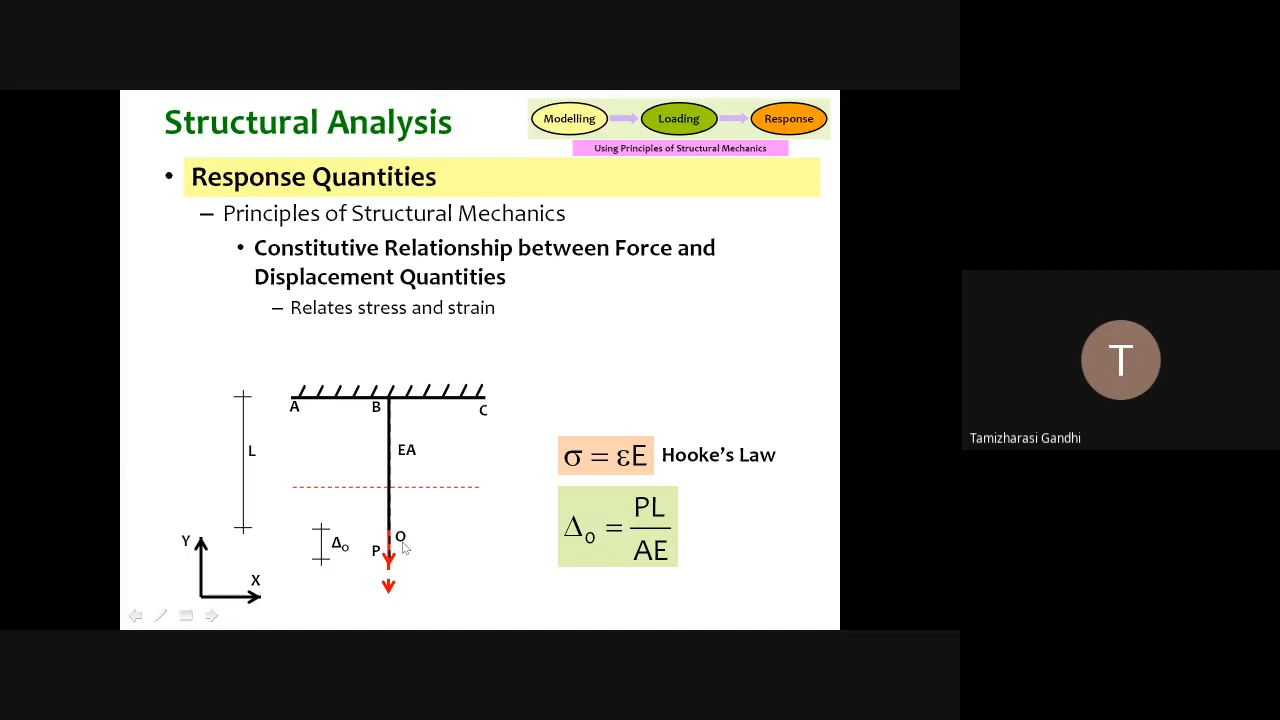 Structural Analysis
Modelling
Loading
Response
Using Principles of Structural Mechanics
• Response Quantities
– Principles of Structural Mechanics
• Constitutive Relationship between Force and
Displacement Quantities
– Relates stress and strain
A
B
C
L
EA
σ = εE
Hooke's Law
Δo = PL/AE
Y
X
Δo
P
O
T
Tamizharasi Gandhi